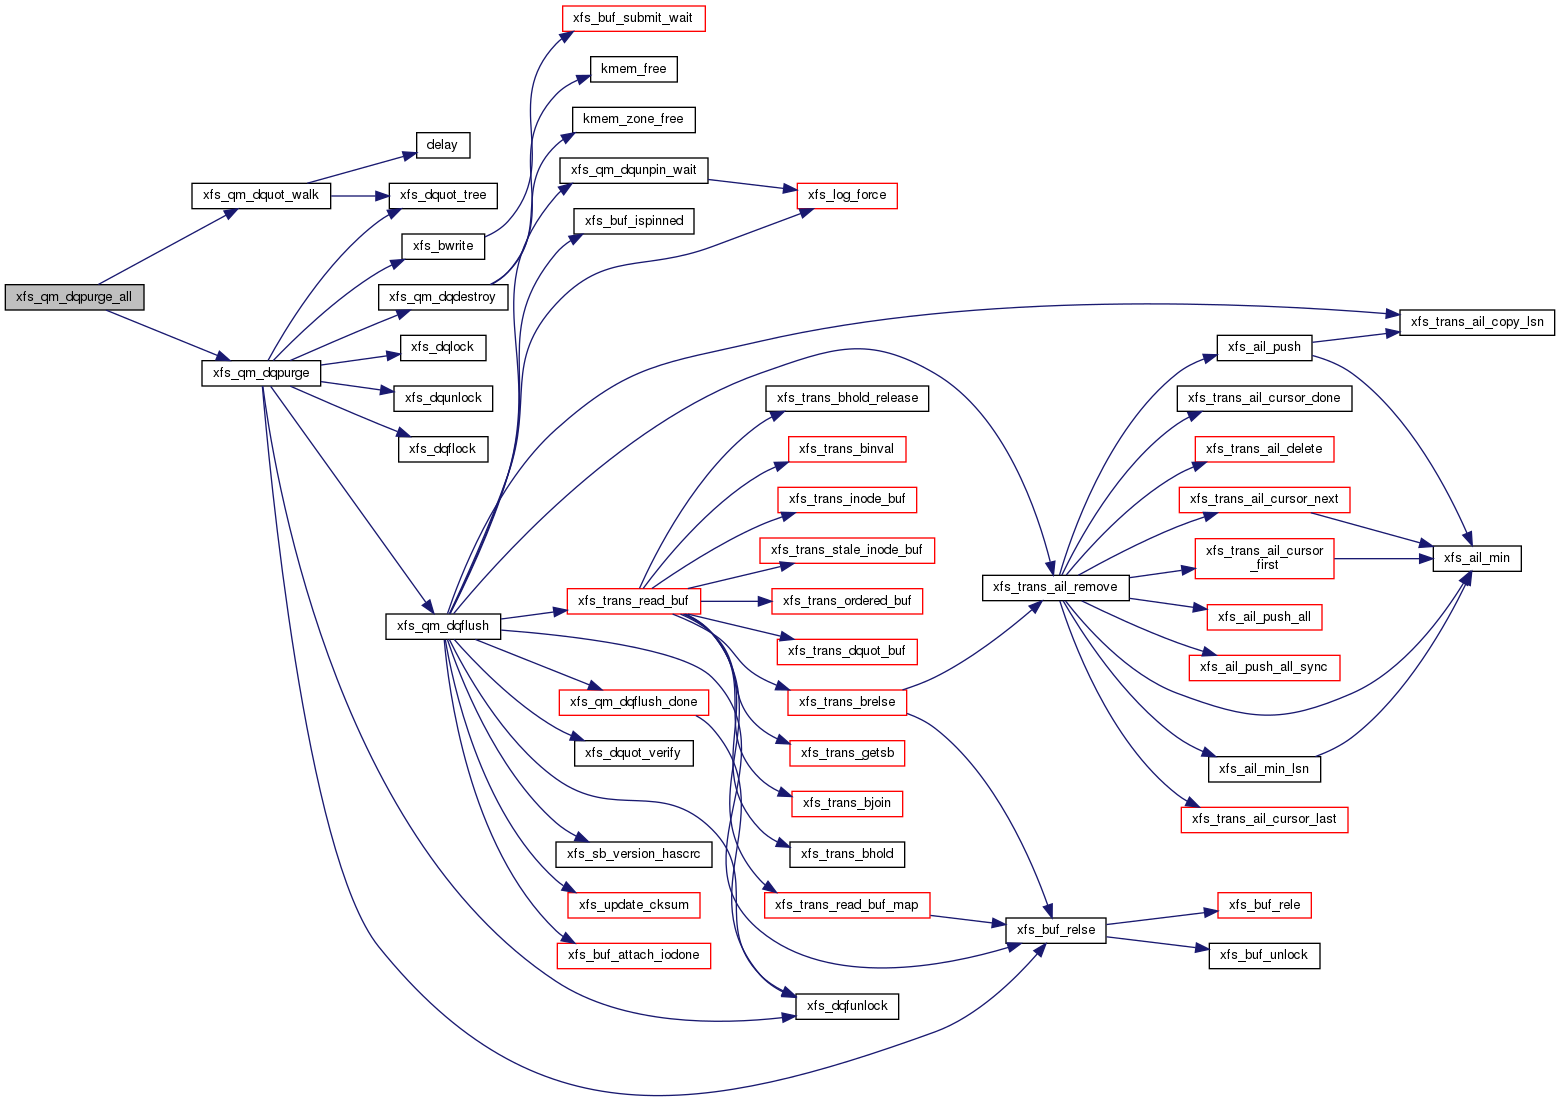 xfs_buf_submit_wait
kmem_free
kmem_zone_free
delay
xfs_qm_dqunpin_wait
xfs_qm_dquot_walk
xfs_dquot_tree
xfs_log_force
xfs_buf_ispinned
xfs_bwrite
xfs_qm_dqpurge_all
xfs_qm_dqdestroy
xfs_trans_ail_copy_lsn
xfs_dqlock
xfs_ail_push
xfs_qm_dqpurge
xfs_dqunlock
xfs_trans_bhold_release
xfs_trans_ail_cursor_done
xfs_dqflock
xfs_trans_binval
xfs_trans_ail_delete
xfs_trans_inode_buf
xfs_trans_ail_cursor_next
xfs_trans_stale_inode_buf
xfs_trans_ail_cursor
_first
xfs_ail_min
xfs_trans_ail_remove
xfs_trans_read_buf
xfs_trans_ordered_buf
xfs_ail_push_all
xfs_qm_dqflush
xfs_trans_dquot_buf
xfs_ail_push_all_sync
xfs_qm_dqflush_done
xfs_trans_brelse
xfs_dquot_verify
xfs_trans_getsb
xfs_ail_min_lsn
xfs_trans_bjoin
xfs_trans_ail_cursor_last
xfs_sb_version_hascrc
xfs_trans_bhold
xfs_update_cksum
xfs_trans_read_buf_map
xfs_buf_rele
xfs_buf_relse
xfs_buf_attach_iodone
xfs_buf_unlock
xfs_dqfunlock